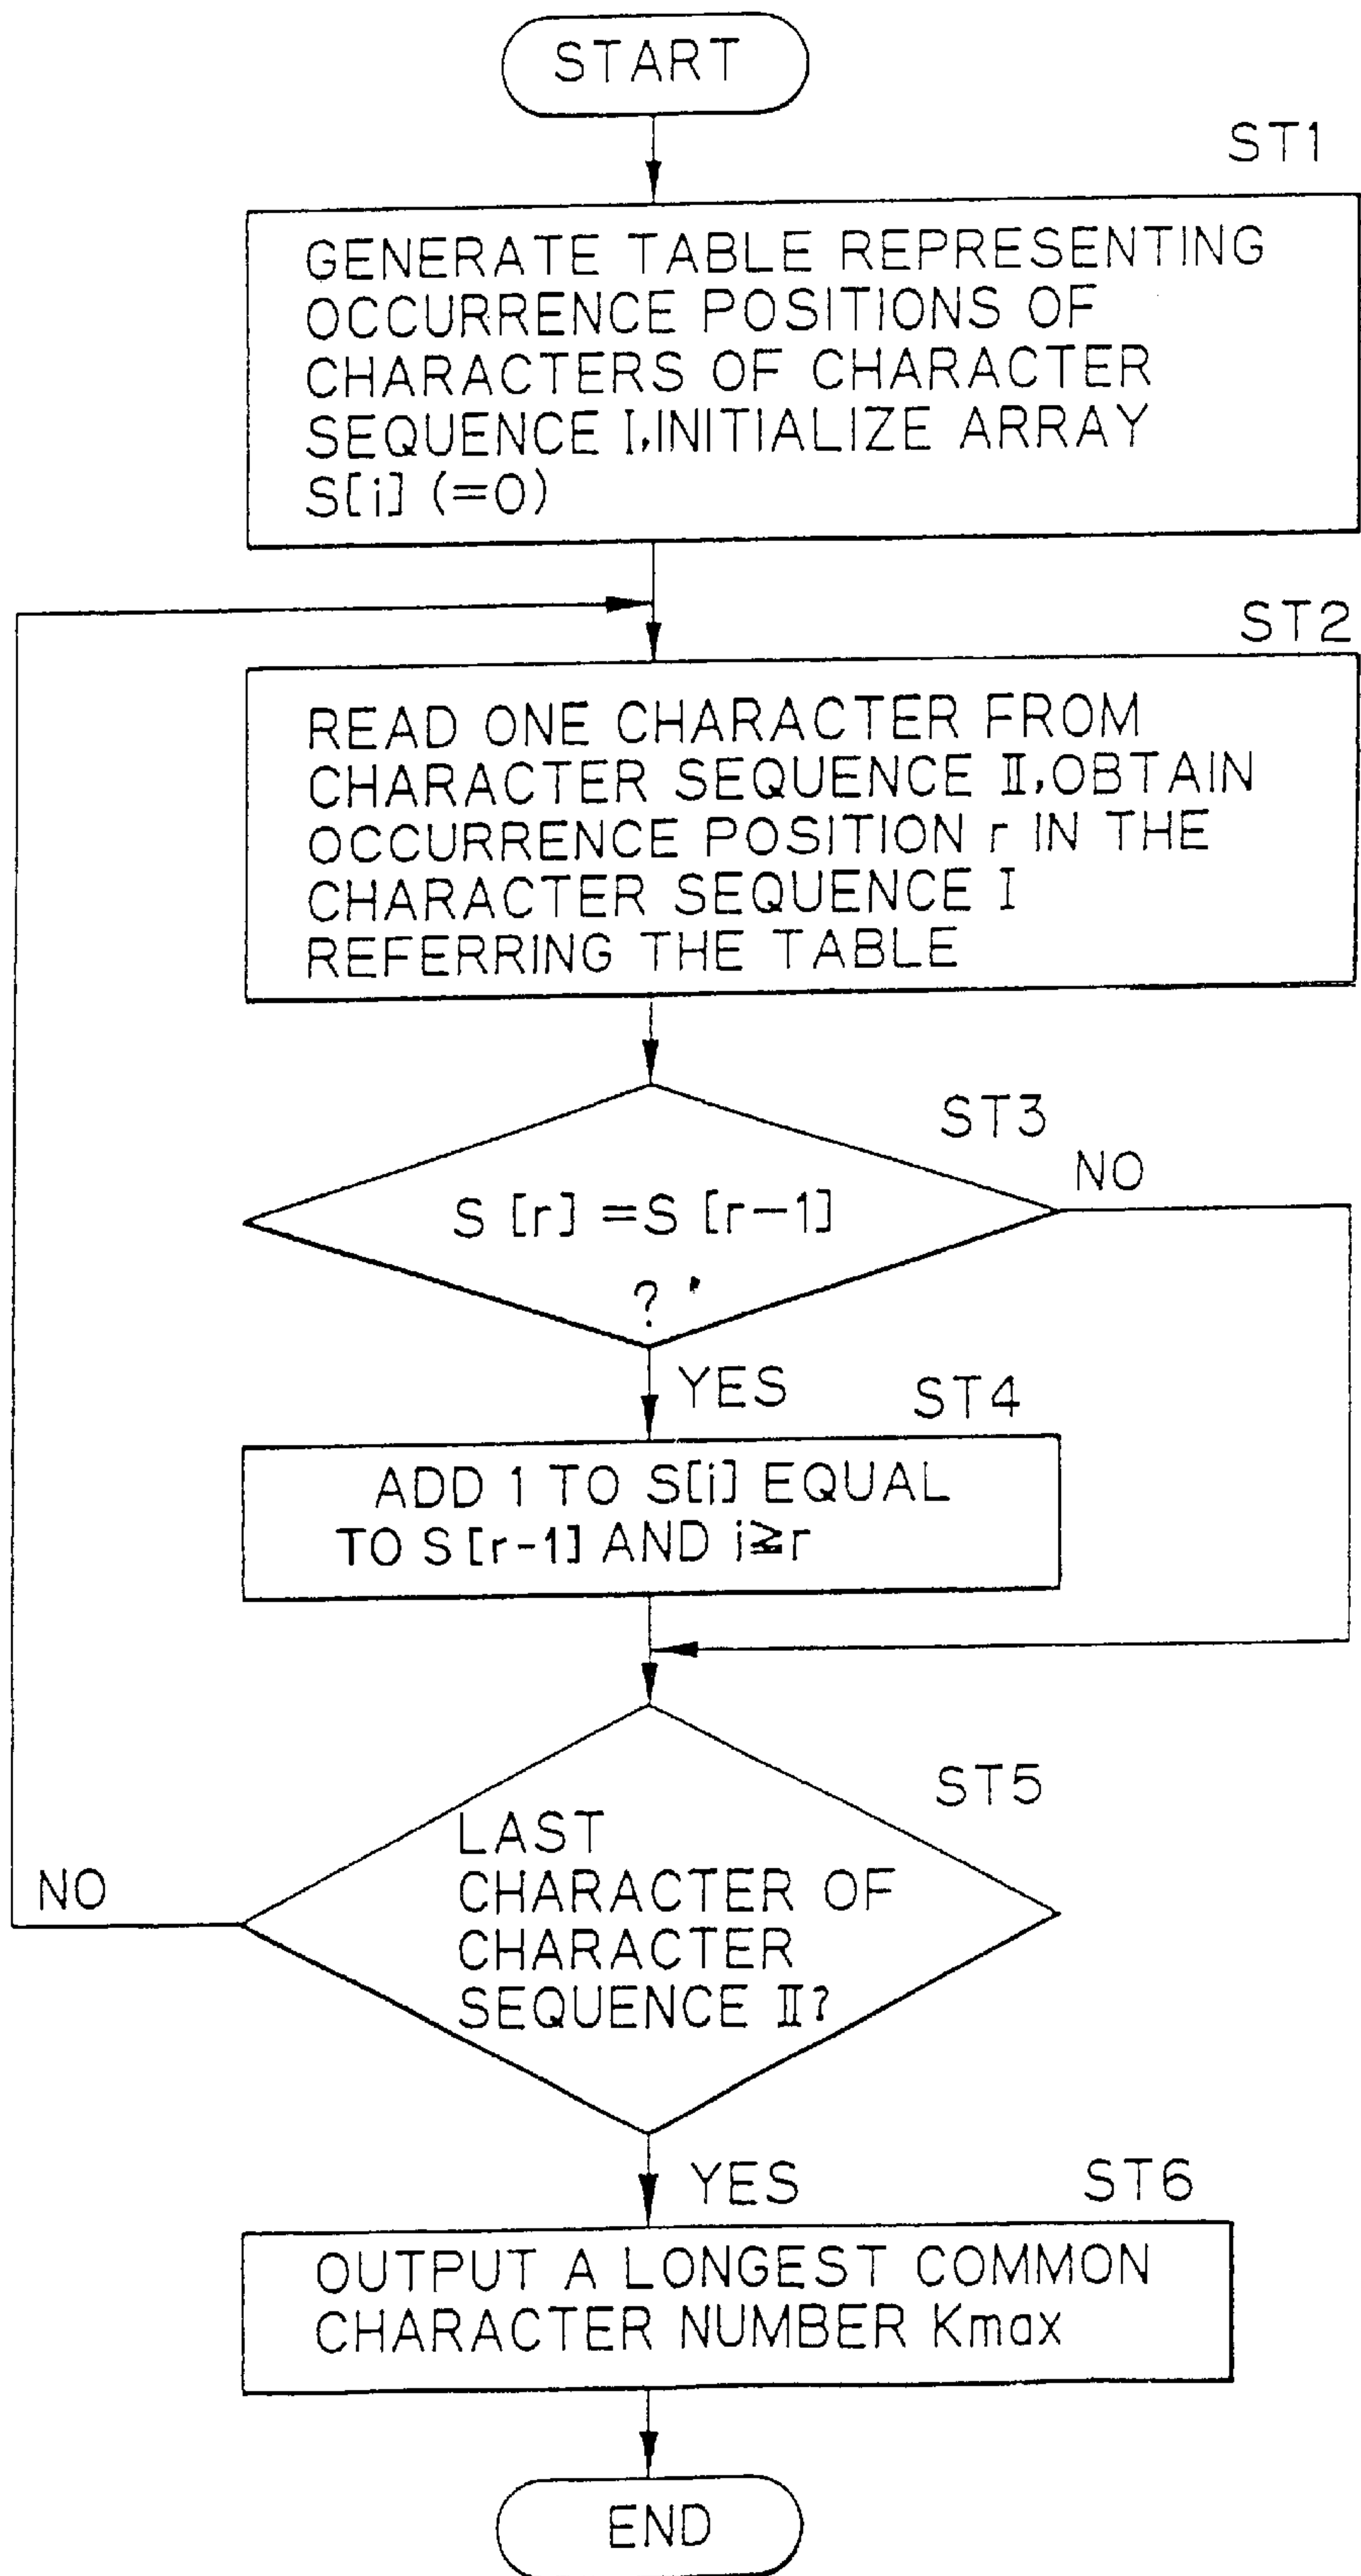 START
ST1
GENERATE TABLE REPRESENTING
OCCURRENCE POSITIONS OF
CHARACTERS OF CHARACTER
SEQUENCE I,INITIALIZE ARRAY
S[i] (=0)
ST2
READ ONE CHARACTER FROM
CHARACTER SEQUENCE II,OBTAIN
OCCURRENCE POSITION r IN THE
CHARACTER SEQUENCE I
REFERRING THE TABLE
ST3
NO
S [r] =S [r-1]
?
YES
ST4
ADD 1 TO S[i] EQUAL
TO S[r-1] AND i≧r
ST5
LAST
CHARACTER OF
CHARACTER
SEQUENCE II?
NO
YES
ST6
OUTPUT A LONGEST COMMON
CHARACTER NUMBER Kmax
END